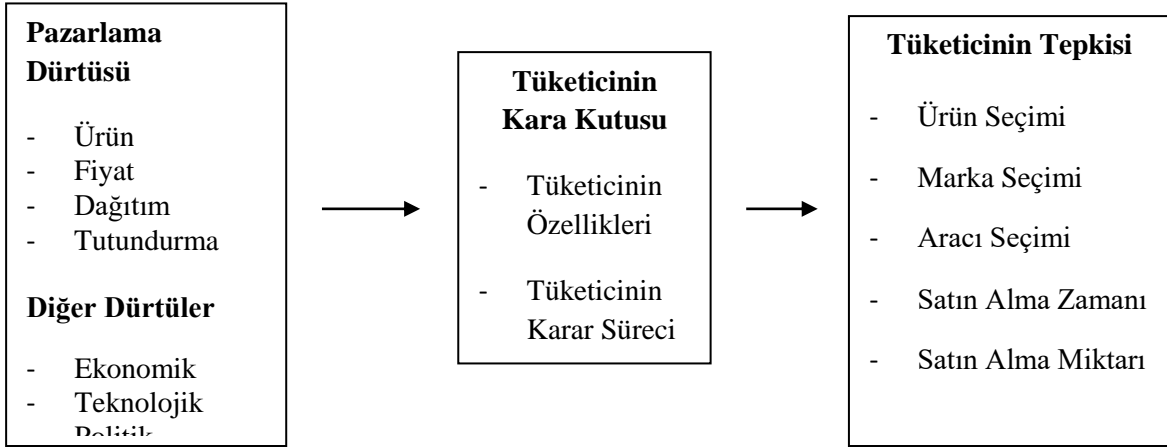 Pazarlama
Dürtüsü
- Ürün
- Fiyat
- Dağıtım
- Tutundurma
Diğer Dürtüler
- Ekonomik
- Teknolojik
- Politik
Tüketicinin
Kara Kutusu
- Tüketicinin
Özellikleri
- Tüketicinin
Karar Süreci
Tüketicinin Tepkisi
- Ürün Seçimi
- Marka Seçimi
- Aracı Seçimi
- Satın Alma Zamanı
- Satın Alma Miktarı